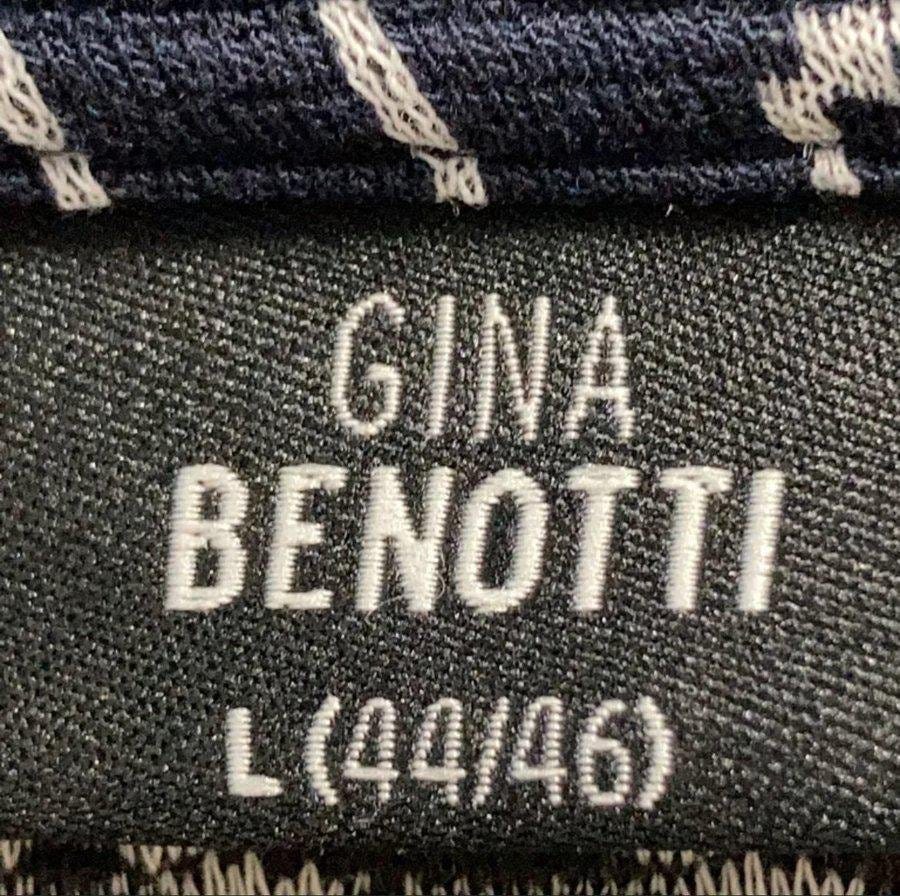 GINA
BENOTTI
L (44/46)